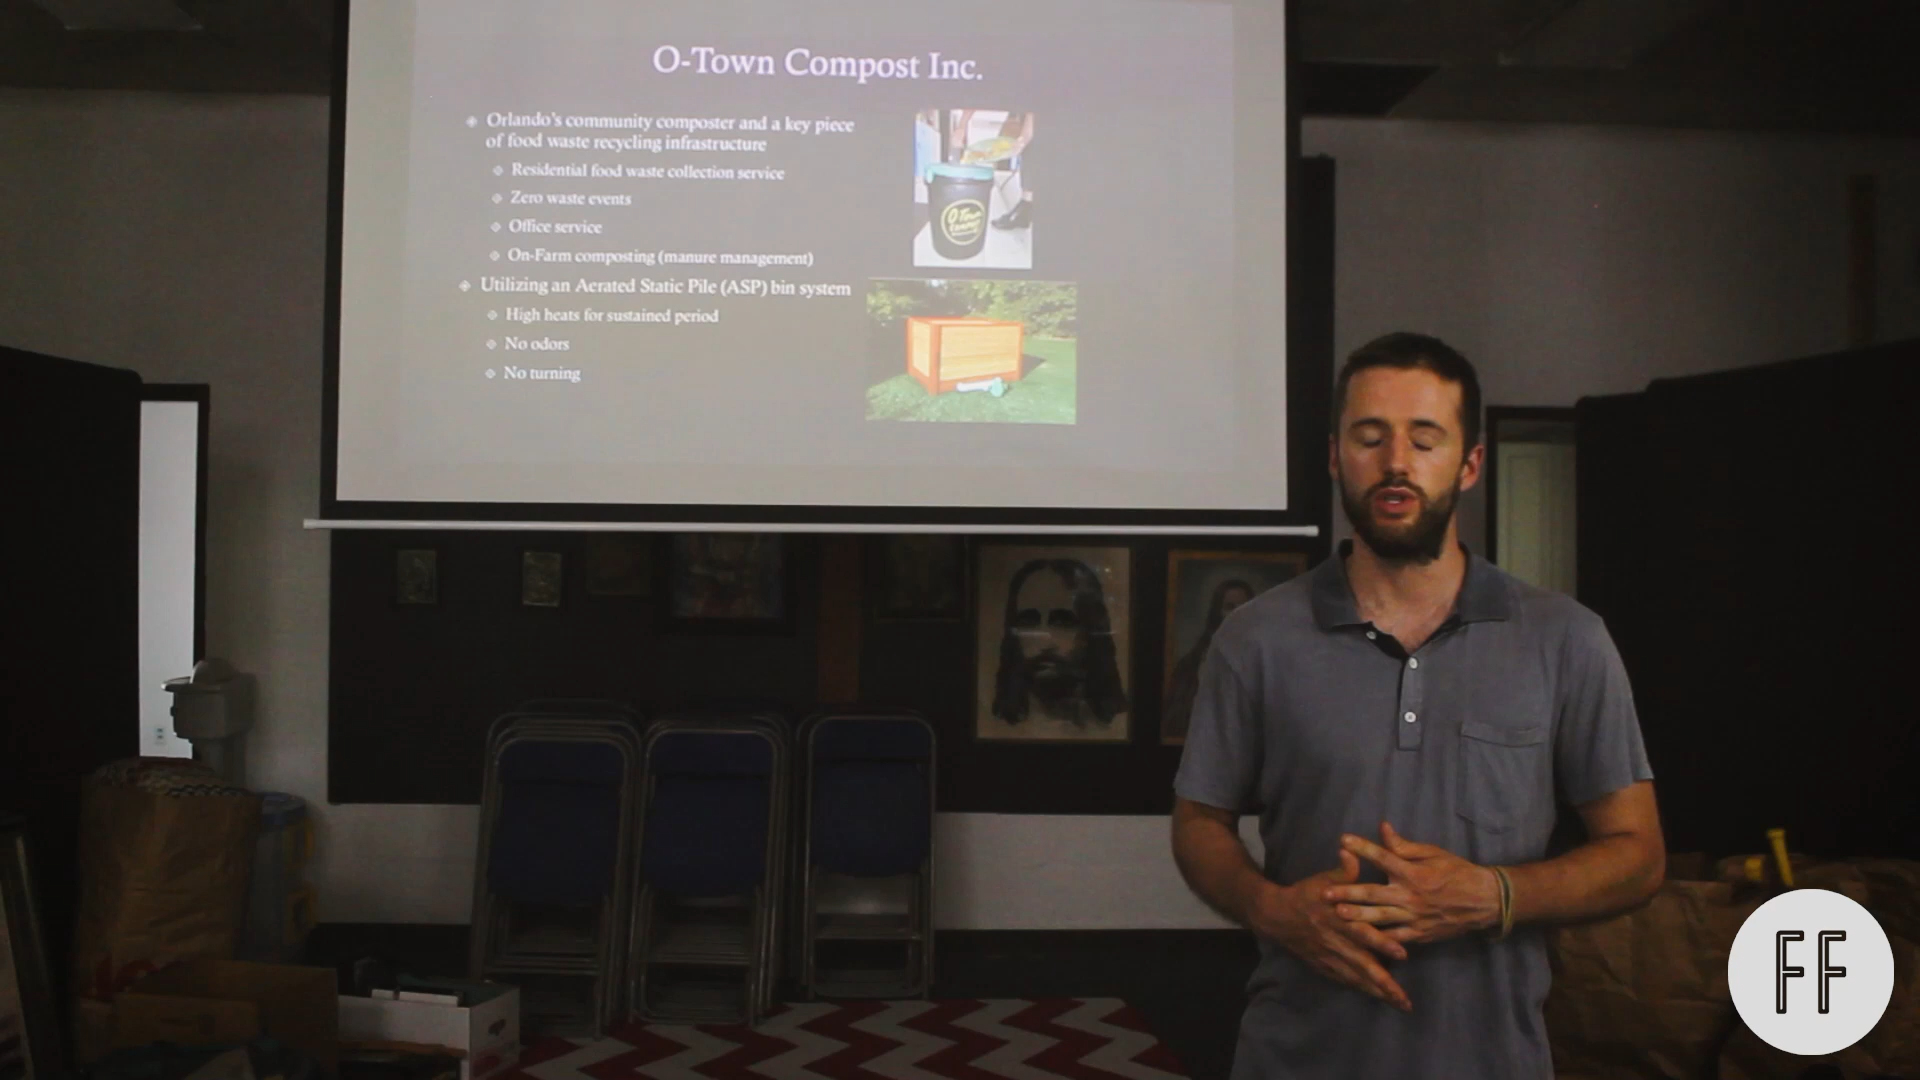 O-Town Compost Inc.
Orlando's community composter and a key piece
of food waste recycling infrastructure
Residential food waste collection service
Zero waste events
Office service
On-Farm composting (manure management)
Utilizing an Aerated Static Pile (ASP) bin system
High heats for sustained period
No odors
No turning
O-Town
Compost
FF